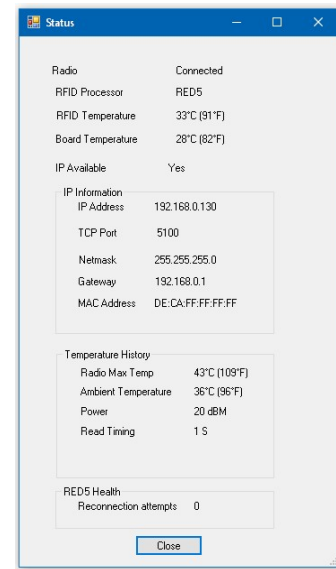 Status
Radio Connected
RFID Processor RED5
RFID Temperature 33°C (91°F)
Board Temperature 28°C (82°F)
IP Available Yes
IP Information
IP Address 192.168.0.130
TCP Port 5100
Netmask 255.255.255.0
Gateway 192.168.0.1
MAC Address DE:CA:FF:FF:FF:FF
Temperature History
Radio Max Temp 43°C (109°F)
Ambient Temperature 36°C (96°F)
Power 20 dBM
Read Timing 1 S
RED5 Health
Reconnection attempts 0
Close